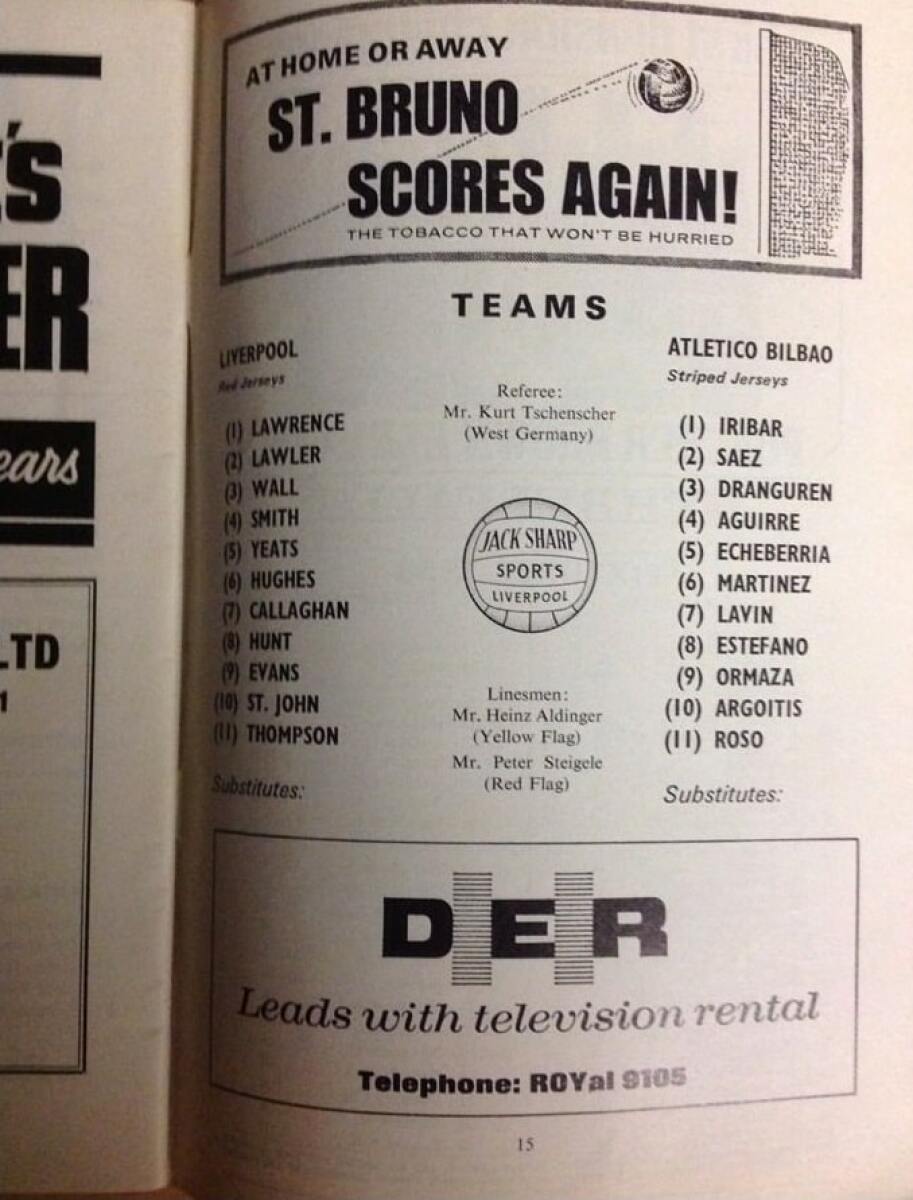 'S
ER
ears
LTD
1
AT HOME OR AWAY
ST. BRUNO
SCORES AGAIN!
THE TOBACCO THAT WON'T BE HURRIED
TEAMS
LIVERPOOL
Red Jerseys
(1) LAWRENCE
(2) LAWLER
(3) WALL
(4) SMITH
(5) YEATS
(6) HUGHES
(7) CALLAGHAN
(8) HUNT
(9) EVANS
(10) ST. JOHN
(11) THOMPSON
Substitutes:
Referee:
Mr. Kurt Tschenscher
(West Germany)
JACK SHARP
SPORTS
LIVERPOOL
Linesmen:
Mr. Heinz Aldinger
(Yellow Flag)
Mr. Peter Steigele
(Red Flag)
ATLETICO BILBAO
Striped Jerseys
(1) IRIBAR
(2) SAEZ
(3) DRANGUREN
(4) AGUIRRE
(5) ECHEBERRIA
(6) MARTINEZ
(7) LAVIN
(8) ESTEFANO
(9) ORMAZA
(10) ARGOITIS
(11) ROSO
Substitutes:
DER
Leads with television rental
Telephone: ROYal 9105
15